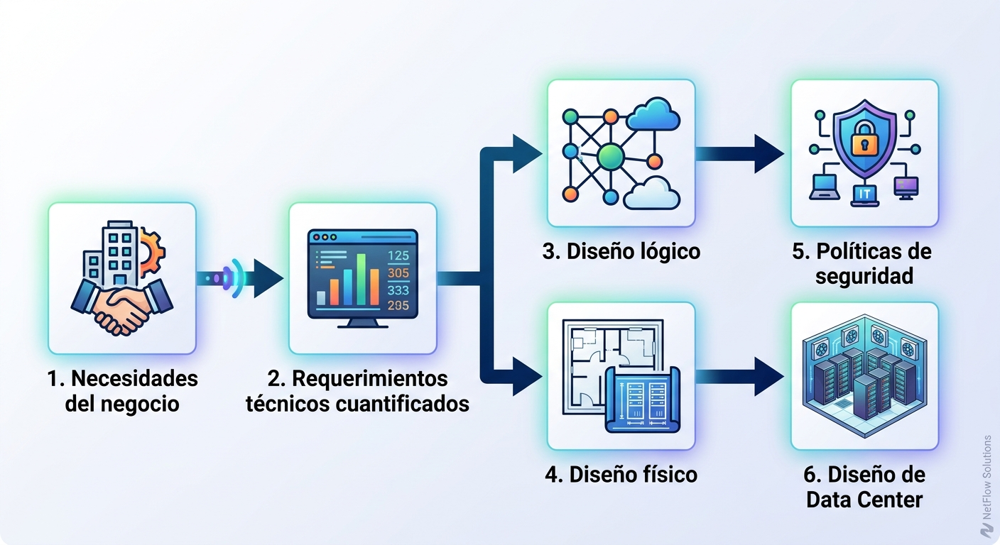 1. Necesidades
del negocio
125
305
333
295
2. Requerimientos
técnicos cuantificados
3. Diseño lógico
IT
5. Políticas de
seguridad
4. Diseño físico
6. Diseño de
Data Center
NetFlow Solutions